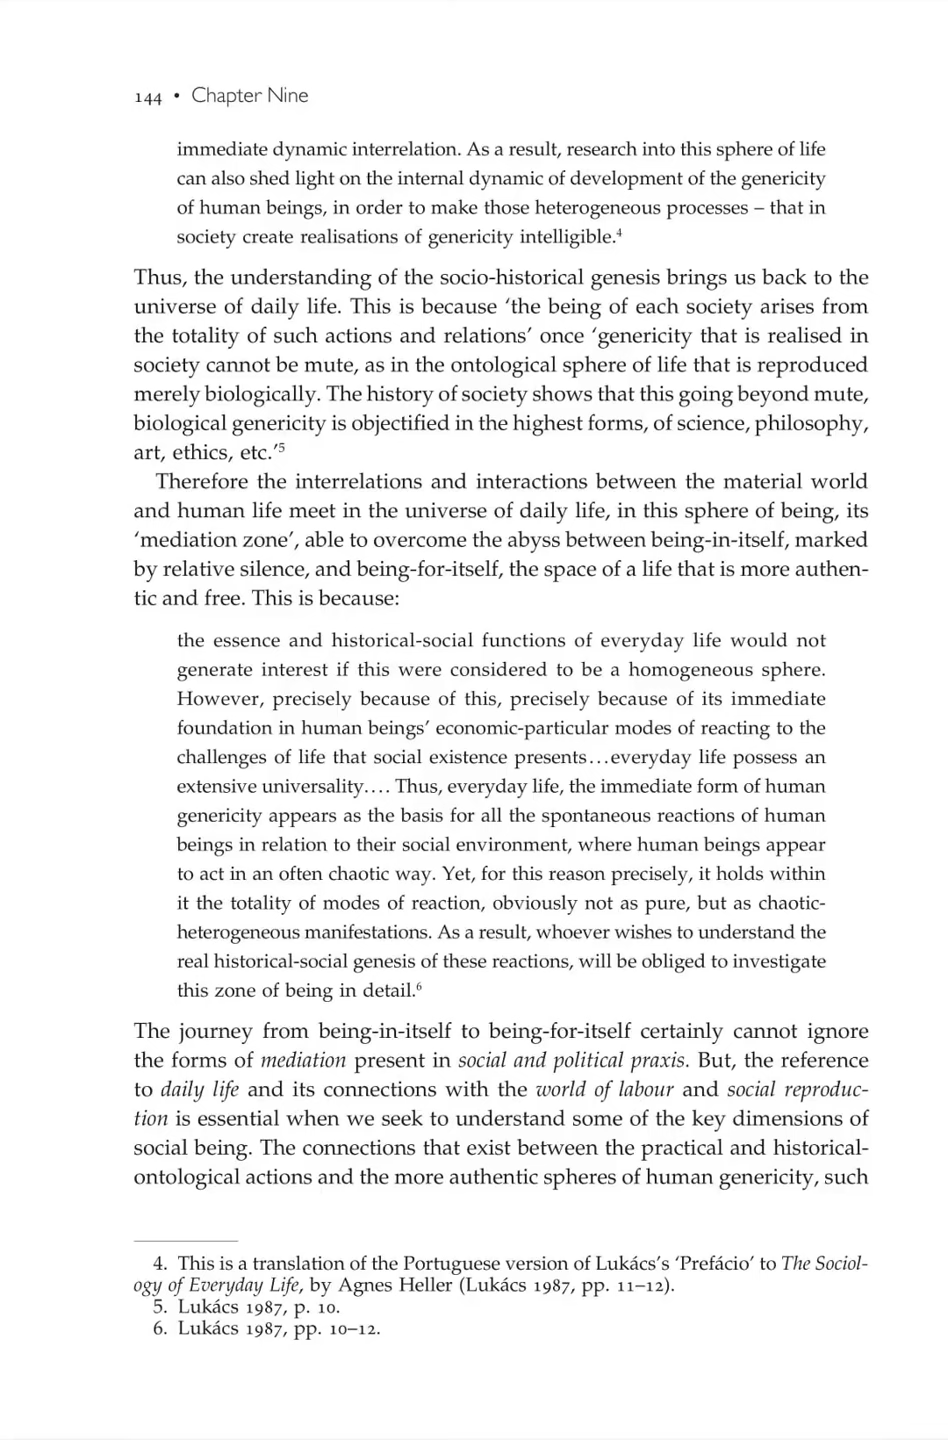 144 • Chapter Nine
immediate dynamic interrelation. As a result, research into this sphere of life
can also shed light on the internal dynamic of development of the genericity
of human beings, in order to make those heterogeneous processes – that in
society create realisations of genericity intelligible.4
Thus, the understanding of the socio-historical genesis brings us back to the
universe of daily life. This is because ‘the being of each society arises from
the totality of such actions and relations’ once ‘genericity that is realised in
society cannot be mute, as in the ontological sphere of life that is reproduced
merely biologically. The history of society shows that this going beyond mute,
biological genericity is objectified in the highest forms, of science, philosophy,
art, ethics, etc.’5
Therefore the interrelations and interactions between the material world
and human life meet in the universe of daily life, in this sphere of being, its
‘mediation zone’, able to overcome the abyss between being-in-itself, marked
by relative silence, and being-for-itself, the space of a life that is more authen-
tic and free. This is because:
the essence and historical-social functions of everyday life would not
generate interest if this were considered to be a homogeneous sphere.
However, precisely because of this, precisely because of its immediate
foundation in human beings’ economic-particular modes of reacting to the
challenges of life that social existence presents…everyday life possess an
extensive universality…. Thus, everyday life, the immediate form of human
genericity appears as the basis for all the spontaneous reactions of human
beings in relation to their social environment, where human beings appear
to act in an often chaotic way. Yet, for this reason precisely, it holds within
it the totality of modes of reaction, obviously not as pure, but as chaotic-
heterogeneous manifestations. As a result, whoever wishes to understand the
real historical-social genesis of these reactions, will be obliged to investigate
this zone of being in detail.6
The journey from being-in-itself to being-for-itself certainly cannot ignore
the forms of mediation present in social and political praxis. But, the reference
to daily life and its connections with the world of labour and social reproduc-
tion is essential when we seek to understand some of the key dimensions of
social being. The connections that exist between the practical and historical-
ontological actions and the more authentic spheres of human genericity, such
4. This is a translation of the Portuguese version of Lukács’s ‘Prefácio’ to The Sociol-
ogy of Everyday Life, by Agnes Heller (Lukács 1987, pp. 11–12).
5. Lukács 1987, p. 10.
6. Lukács 1987, pp. 10–12.